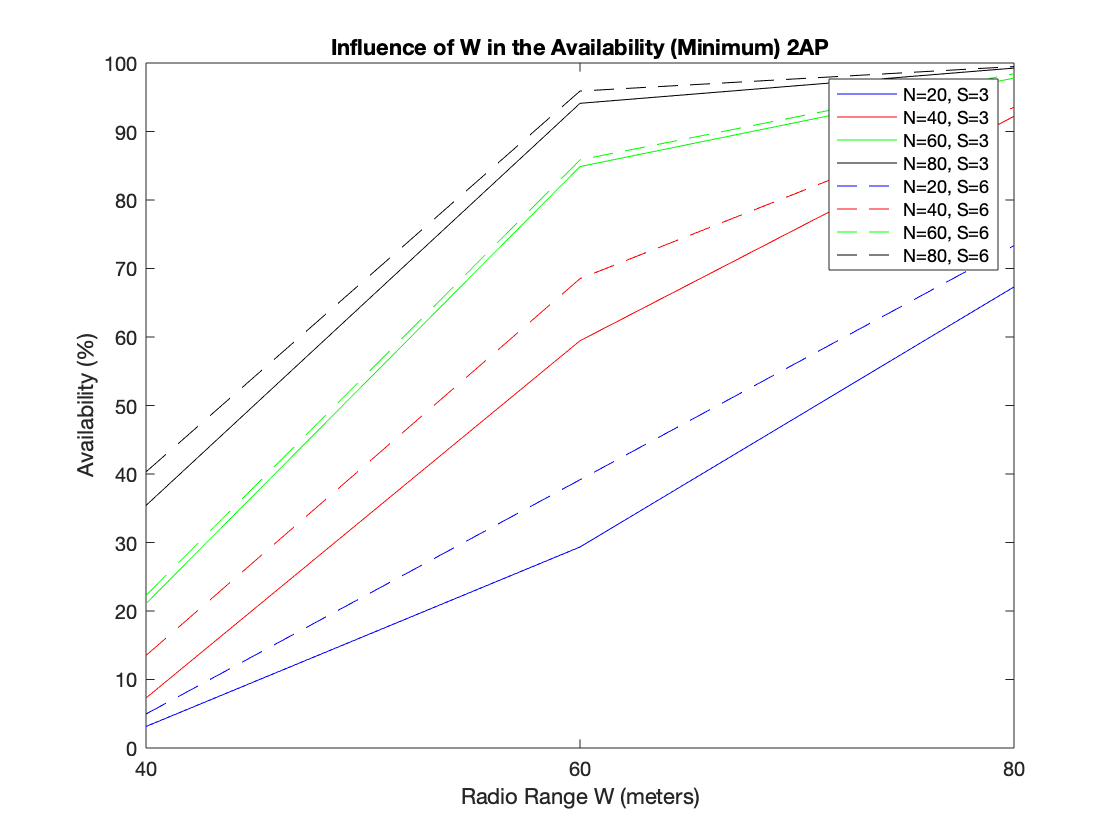 Influence of W in the Availability (Minimum) 2AP
100
90
80
70
60
50
40
30
20
10
0
Availability (%)
40
60
80
Radio Range W (meters)
N=20, S=3
N=40, S=3
N=60, S=3
N=80, S=3
N=20, S=6
N=40, S=6
N=60, S=6
N=80, S=6